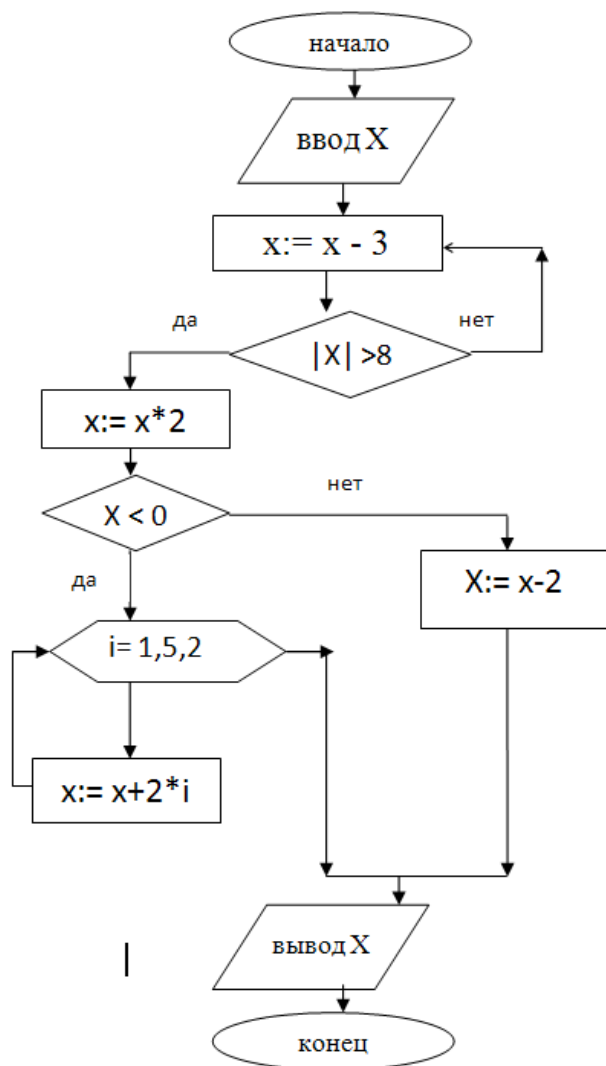 начало
ввод X
x:= x - 3
да
нет
|X| >8
x:= x*2
X < 0
нет
да
X:= x-2
i= 1,5,2
x:= x+2*i
вывод X
|
конец